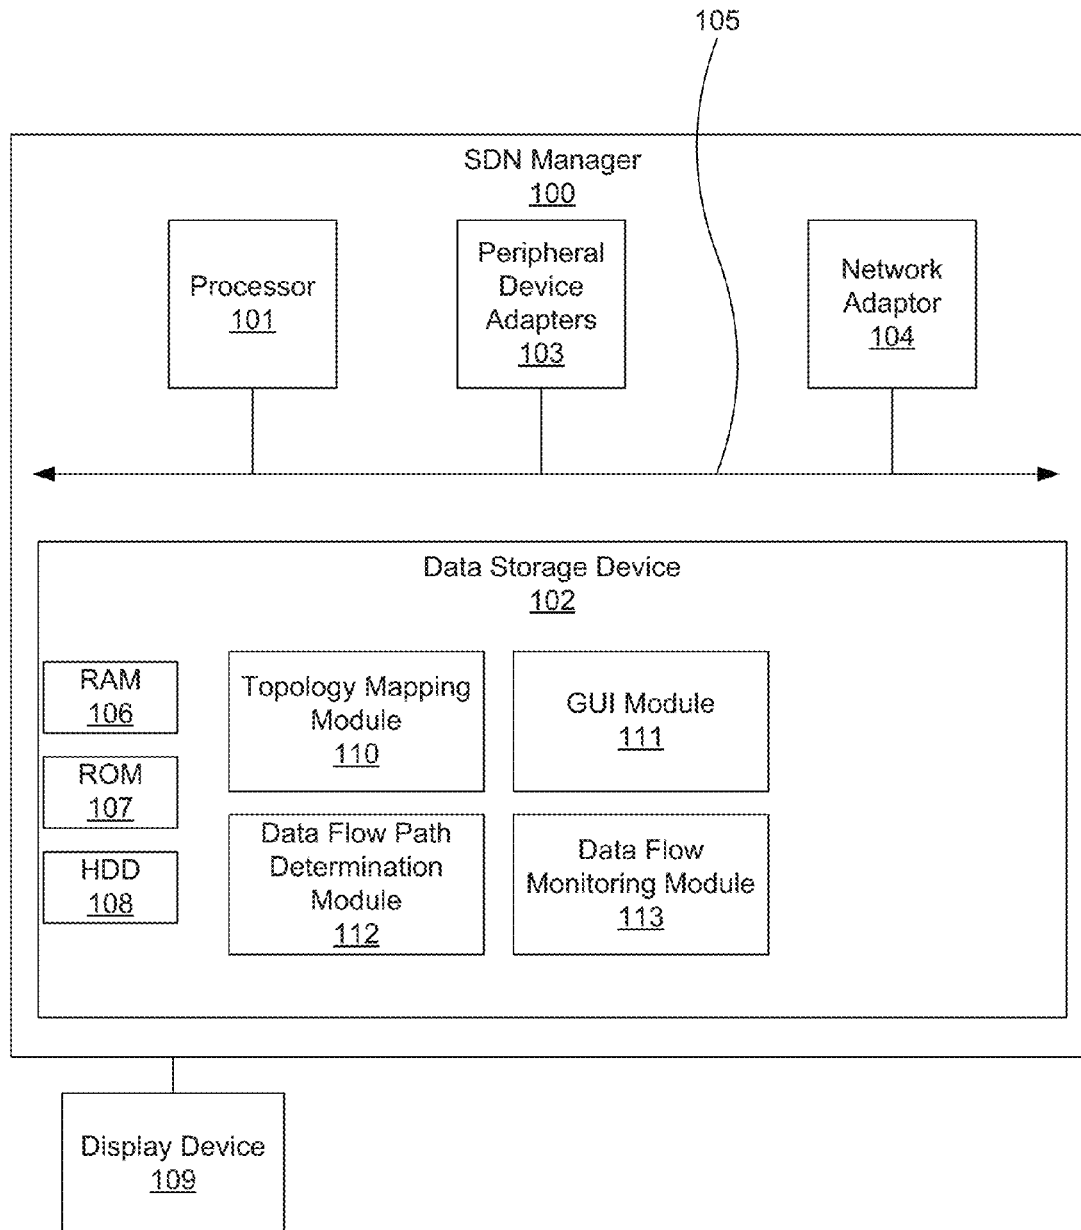 105
SDN Manager
100
Processor
101
Peripheral
Device
Adapters
103
Network
Adaptor
104
Data Storage Device
102
RAM
106
ROM
107
HDD
108
Topology Mapping
Module
110
GUI Module
111
Data Flow Path
Determination
Module
112
Data Flow
Monitoring Module
113
Display Device
109